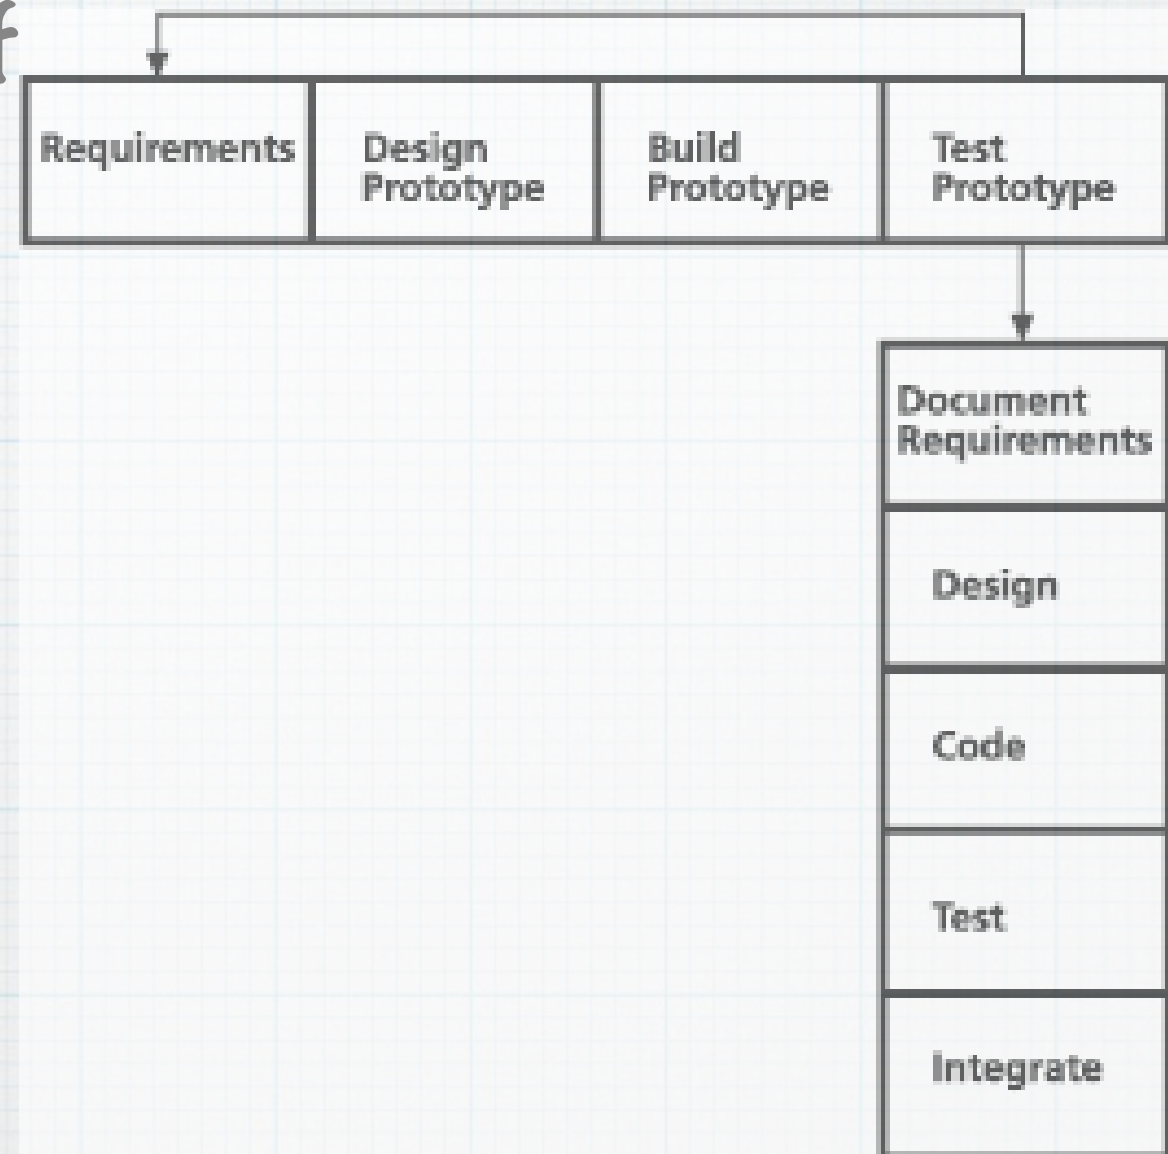 Requirements
Design
Prototype
Build
Prototype
Test
Prototype
Document
Requirements
Design
Code
Test
Integrate